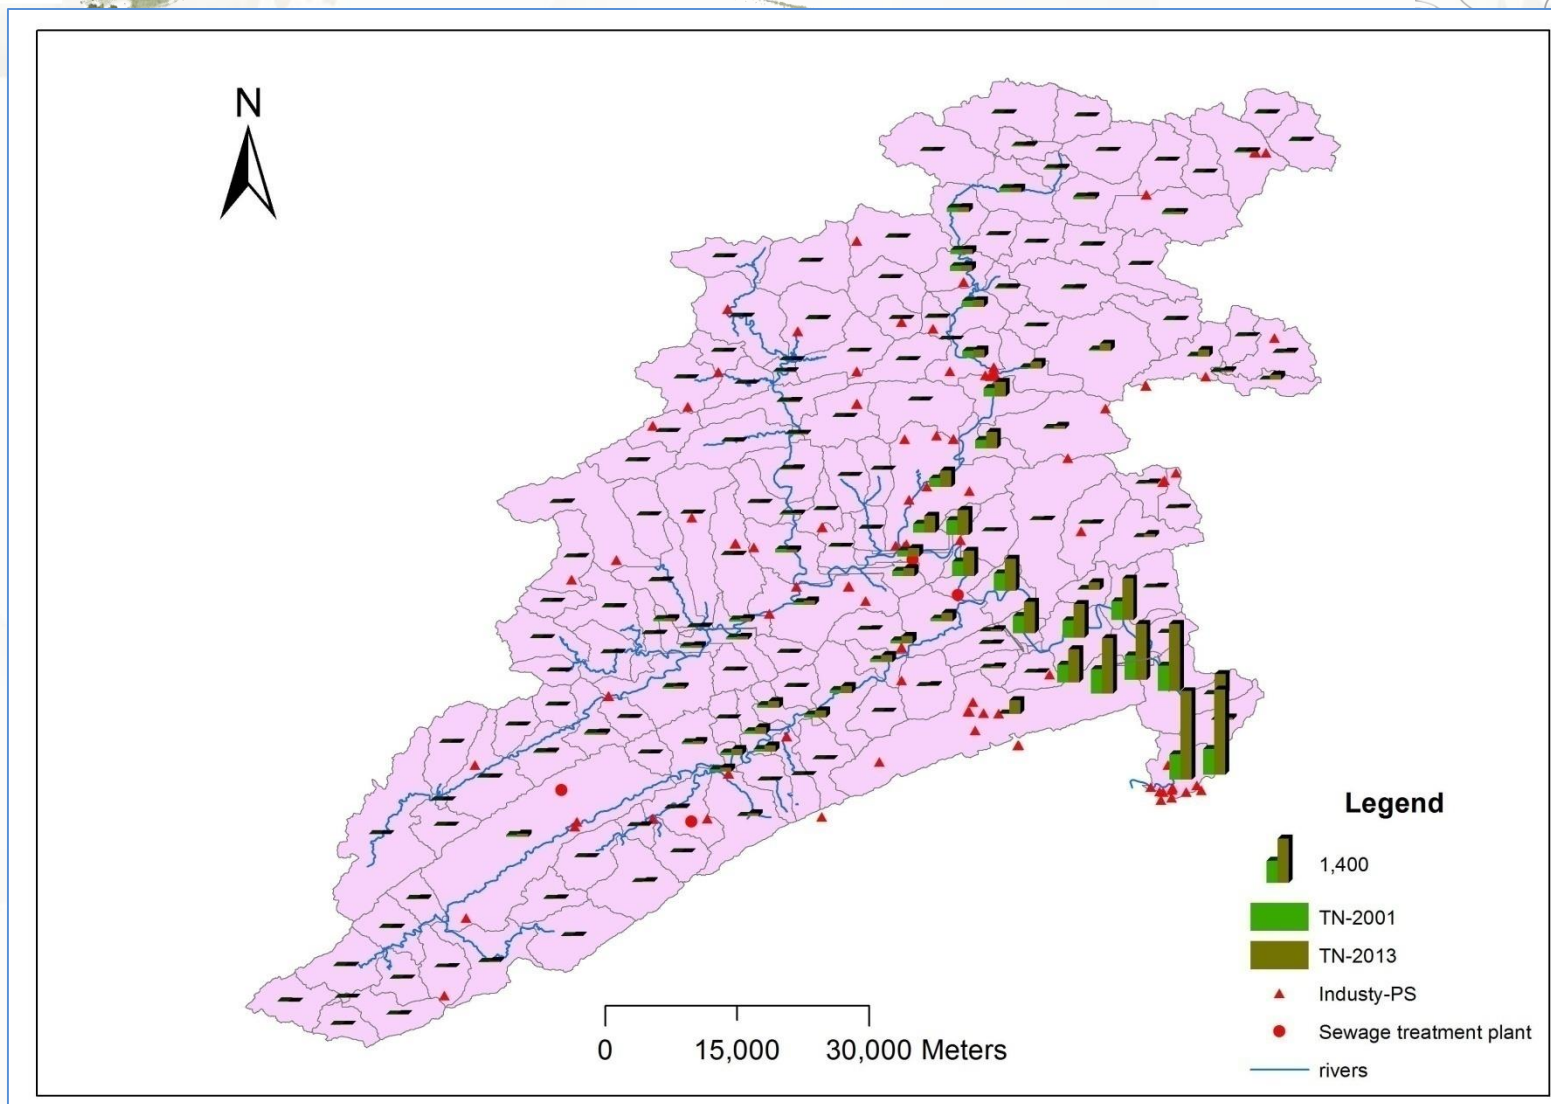 N
Legend
1,400
TN-2001
TN-2013
Industy-PS
Sewage treatment plant
rivers
0 15,000 30,000 Meters